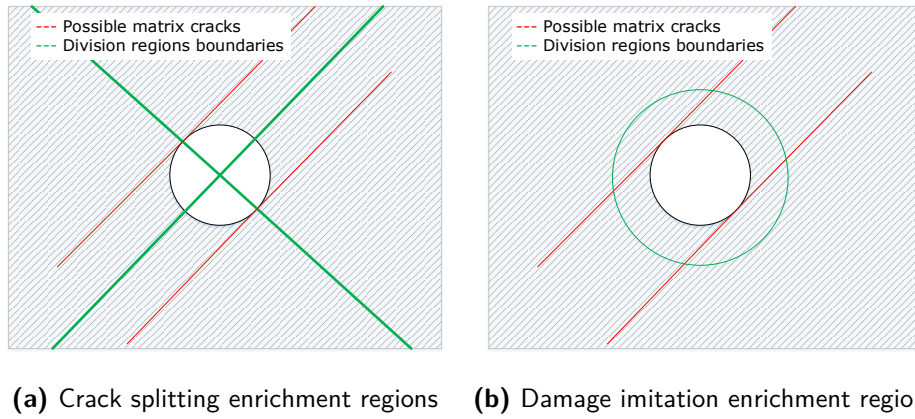 Possible matrix cracks
Division regions boundaries
Possible matrix cracks
Division regions boundaries
(a) Crack splitting enrichment regions
(b) Damage imitation enrichment regio